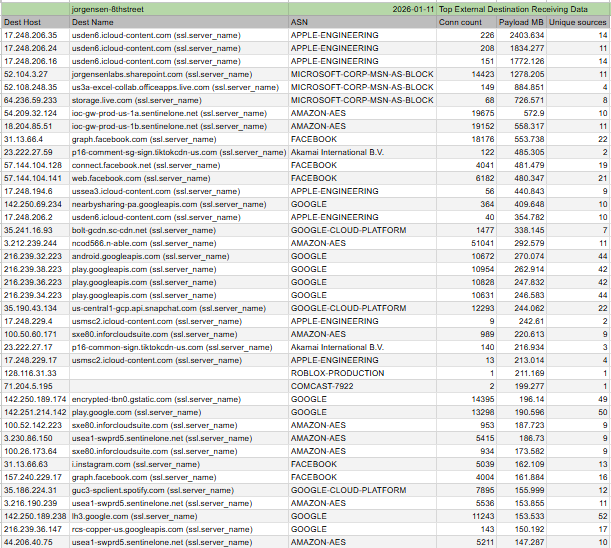 jorgensen-8thstreet 2026-01-11 Top External Destination Receiving Data
Dest Host Dest Name ASN Conn count Payload MB Unique sources
17.248.206.35 usden6.icloud-content.com (ssl.server_name) APPLE-ENGINEERING 226 2403.634 14
17.248.206.24 usden6.icloud-content.com (ssl.server_name) APPLE-ENGINEERING 208 1834.277 11
17.248.206.16 usden6.icloud-content.com (ssl.server_name) APPLE-ENGINEERING 151 1772.126 14
52.104.3.27 jorgensenlabs.sharepoint.com (ssl.server_name) MICROSOFT-CORP-MSN-AS-BLOCK 14423 1278.205 11
52.108.248.35 us3a-excel-collab.officeapps.live.com (ssl.server_name) MICROSOFT-CORP-MSN-AS-BLOCK 149 884.851 4
64.236.59.233 storage.live.com (ssl.server_name) MICROSOFT-CORP-MSN-AS-BLOCK 68 726.571 8
54.209.32.124 ioc-gw-prod-us-1a.sentinelone.net (ssl.server_name) AMAZON-AES 19675 572.9 10
18.204.85.51 ioc-gw-prod-us-1b.sentinelone.net (ssl.server_name) AMAZON-AES 19152 558.317 11
31.13.66.4 graph.facebook.com (ssl.server_name) FACEBOOK 18176 553.738 22
23.222.27.59 p16-comment-sg-sign.tiktokcdn-us.com (ssl.server_name) Akamai International B.V. 122 485.305 2
57.144.104.128 connect.facebook.net (ssl.server_name) FACEBOOK 4041 481.479 19
57.144.104.141 web.facebook.com (ssl.server_name) FACEBOOK 6182 480.347 21
17.248.194.6 ussea3.icloud-content.com (ssl.server_name) APPLE-ENGINEERING 56 440.843 9
142.250.69.234 nearbysharing-pa.googleapis.com (ssl.server_name) GOOGLE 364 409.648 10
17.248.206.2 usden6.icloud-content.com (ssl.server_name) APPLE-ENGINEERING 40 354.782 10
35.241.16.93 bolt-gcdn.sc-cdn.net (ssl.server_name) GOOGLE-CLOUD-PLATFORM 1477 338.145 7
3.212.239.244 ncod566.n-able.com (ssl.server_name) AMAZON-AES 51041 292.579 11
216.239.32.223 android.googleapis.com (ssl.server_name) GOOGLE 10672 270.074 44
216.239.38.223 play.googleapis.com (ssl.server_name) GOOGLE 10954 262.914 42
216.239.36.223 play.googleapis.com (ssl.server_name) GOOGLE 10828 247.832 42
216.239.34.223 play.googleapis.com (ssl.server_name) GOOGLE 10631 246.583 44
35.190.43.134 us-central1-gcp.api.snapchat.com (ssl.server_name) GOOGLE-CLOUD-PLATFORM 12293 244.062 22
17.248.229.4 usmsc2.icloud-content.com (ssl.server_name) APPLE-ENGINEERING 9 242.61 2
100.50.60.171 sxe80.inforcloudsuite.com (ssl.server_name) AMAZON-AES 989 220.613 9
23.222.27.17 p16-common-sign.tiktokcdn-us.com (ssl.server_name) Akamai International B.V. 140 216.934 3
17.248.229.17 usmsc2.icloud-content.com (ssl.server_name) APPLE-ENGINEERING 13 213.014 4
128.116.31.33 ROBLOX-PRODUCTION 1 211.169 1
71.204.5.195 COMCAST-7922 2 199.277 1
142.250.189.174 encrypted-tbn0.gstatic.com (ssl.server_name) GOOGLE 14395 196.14 49
142.251.214.142 play.google.com (ssl.server_name) GOOGLE 13298 190.596 50
100.52.142.223 sxe80.inforcloudsuite.com (ssl.server_name) AMAZON-AES 953 187.723 9
3.230.86.150 usea1-swprd5.sentinelone.net (ssl.server_name) AMAZON-AES 5415 186.73 9
100.26.173.64 sxe80.inforcloudsuite.com (ssl.server_name) AMAZON-AES 934 173.582 9
31.13.66.63 i.instagram.com (ssl.server_name) FACEBOOK 5039 162.109 13
157.240.229.17 graph.facebook.com (ssl.server_name) FACEBOOK 4004 161.884 16
35.186.224.31 guc3-spclient.spotify.com (ssl.server_name) GOOGLE-CLOUD-PLATFORM 7895 155.999 12
3.216.190.239 usea1-swprd5.sentinelone.net (ssl.server_name) AMAZON-AES 5536 153.855 11
142.250.189.238 lh3.google.com (ssl.server_name) GOOGLE 11243 153.533 52
216.239.36.147 rcs-copper-us.googleapis.com (ssl.server_name) GOOGLE 143 150.192 17
44.206.40.75 usea1-swprd5.sentinelone.net (ssl.server_name) AMAZON-AES 5211 147.287 10